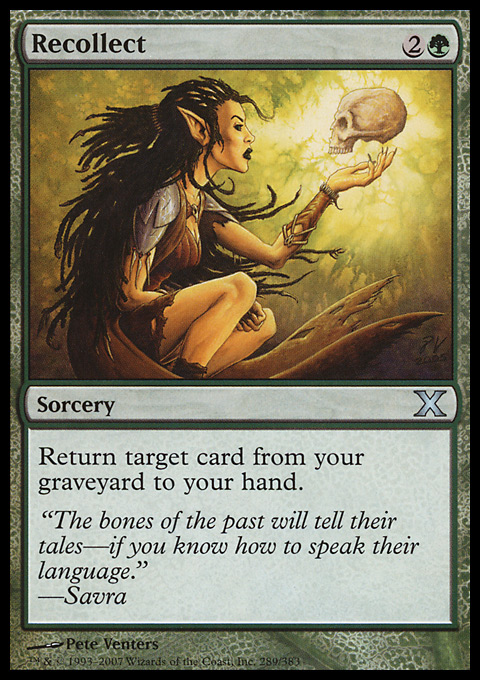 Recollect 2
PV
Sorcery X
Return target card from your
graveyard to your hand.
“The bones of the past will tell their
tales—if you know how to speak their
language.”
—Savra
Pete Venters
™ & © 1993–2007 Wizards of the Coast, Inc. 289/383